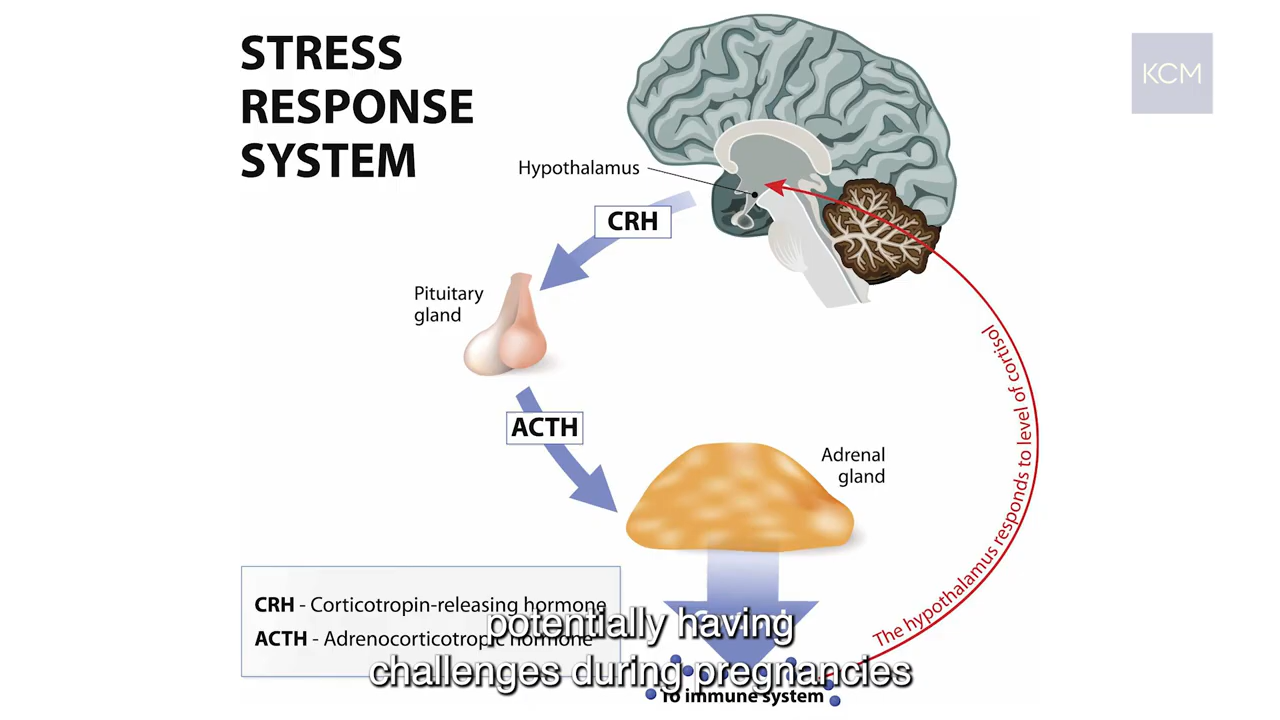 STRESS
RESPONSE
SYSTEM
KCM
Hypothalamus
CRH
Pituitary
gland
ACTH
Adrenal
gland
The hypothalamus responds to level of cortisol
CRH - Corticotropin-releasing hormone
ACTH - Adrenocorticotropic hormone
potentially having
challenges during pregnancies
To immune system